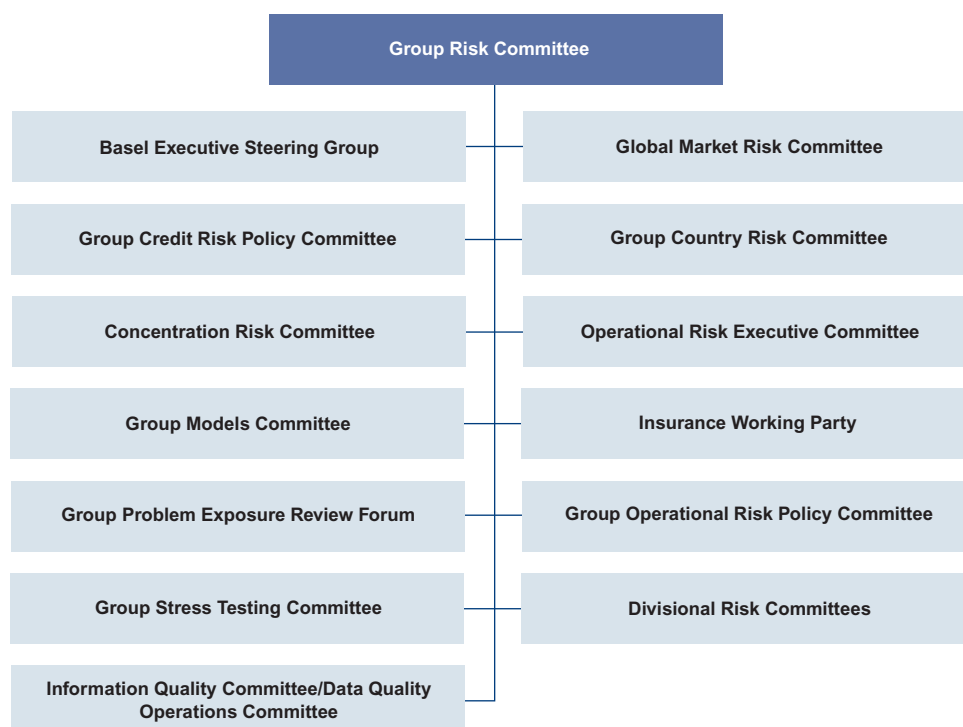 Group Risk Committee
Basel Executive Steering Group
Global Market Risk Committee
Group Credit Risk Policy Committee
Group Country Risk Committee
Concentration Risk Committee
Operational Risk Executive Committee
Group Models Committee
Insurance Working Party
Group Problem Exposure Review Forum
Group Operational Risk Policy Committee
Group Stress Testing Committee
Divisional Risk Committees
Information Quality Committee/Data Quality
Operations Committee